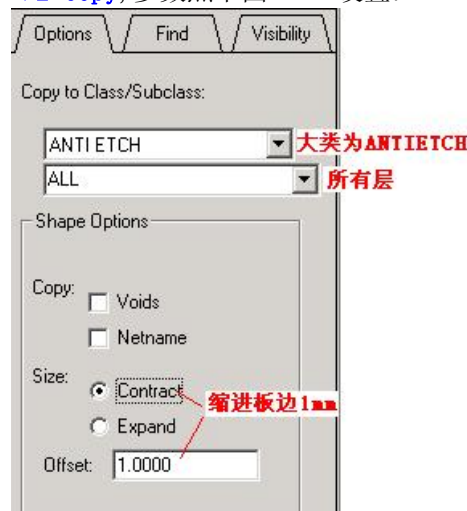 Options Find Visibility
Copy to Class/Subclass:
ANTI ETCH 大类为ANTIETCH
ALL 所有层
Shape Options
Copy: Voids
Netname
Size: Contract
缩进板边1mm
Expand
Offset: 1.0000